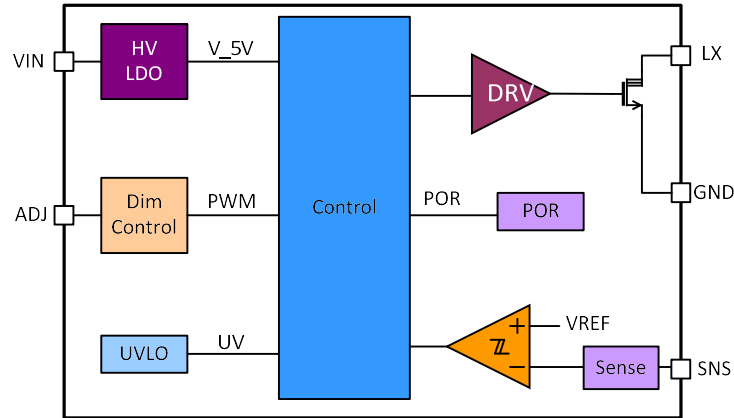 VIN
HV
LDO
V_5V
ADJ
Dim
Control
PWM
UVLO
UV
Control
DRV
LX
GND
POR
POR
+
VREF
−
Sense
SNS